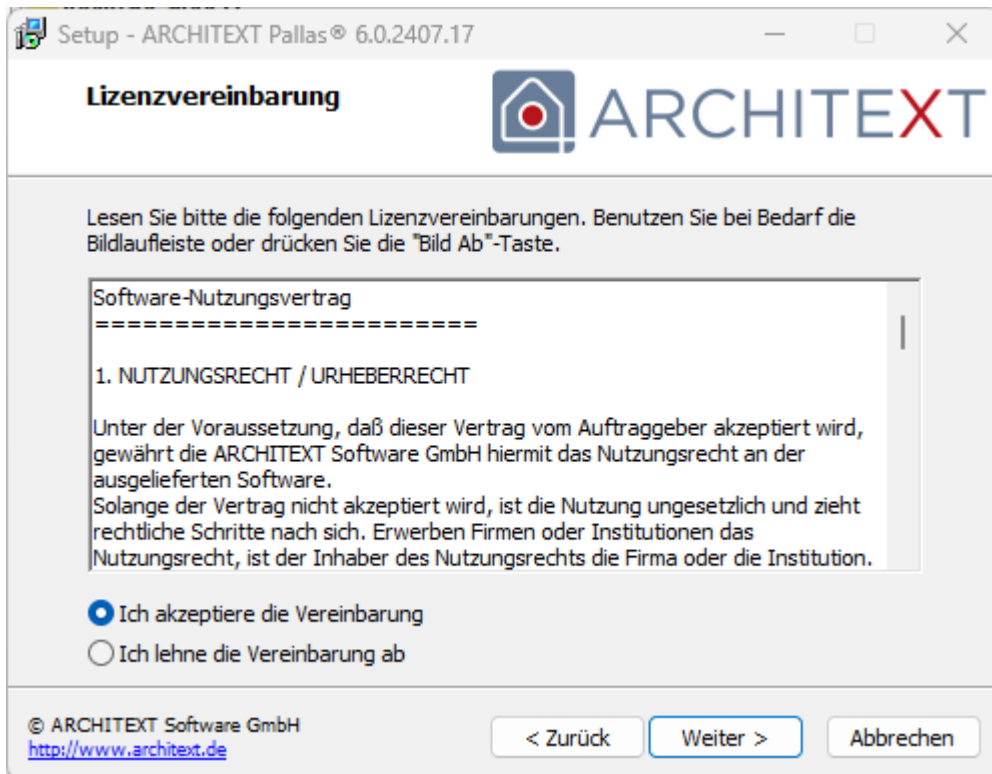 Setup - ARCHITEXT Pallas® 6.0.2407.17
Lizenzvereinbarung
ARCHITEXT
Lesen Sie bitte die folgenden Lizenzvereinbarungen. Benutzen Sie bei Bedarf die
Bildlaufleiste oder drücken Sie die "Bild Ab"-Taste.
Software-Nutzungsvertrag
========================
1. NUTZUNGSRECHT / URHEBERRECHT
Unter der Voraussetzung, daß dieser Vertrag vom Auftraggeber akzeptiert wird,
gewährt die ARCHITEXT Software GmbH hiermit das Nutzungsrecht an der
ausgelieferten Software.
Solange der Vertrag nicht akzeptiert wird, ist die Nutzung ungesetzlich und zieht
rechtliche Schritte nach sich. Erwerben Firmen oder Institutionen das
Nutzungsrecht, ist der Inhaber des Nutzungsrechts die Firma oder die Institution.
Ich akzeptiere die Vereinbarung
Ich lehne die Vereinbarung ab
© ARCHITEXT Software GmbH
http://www.architext.de
< Zurück
Weiter >
Abbrechen